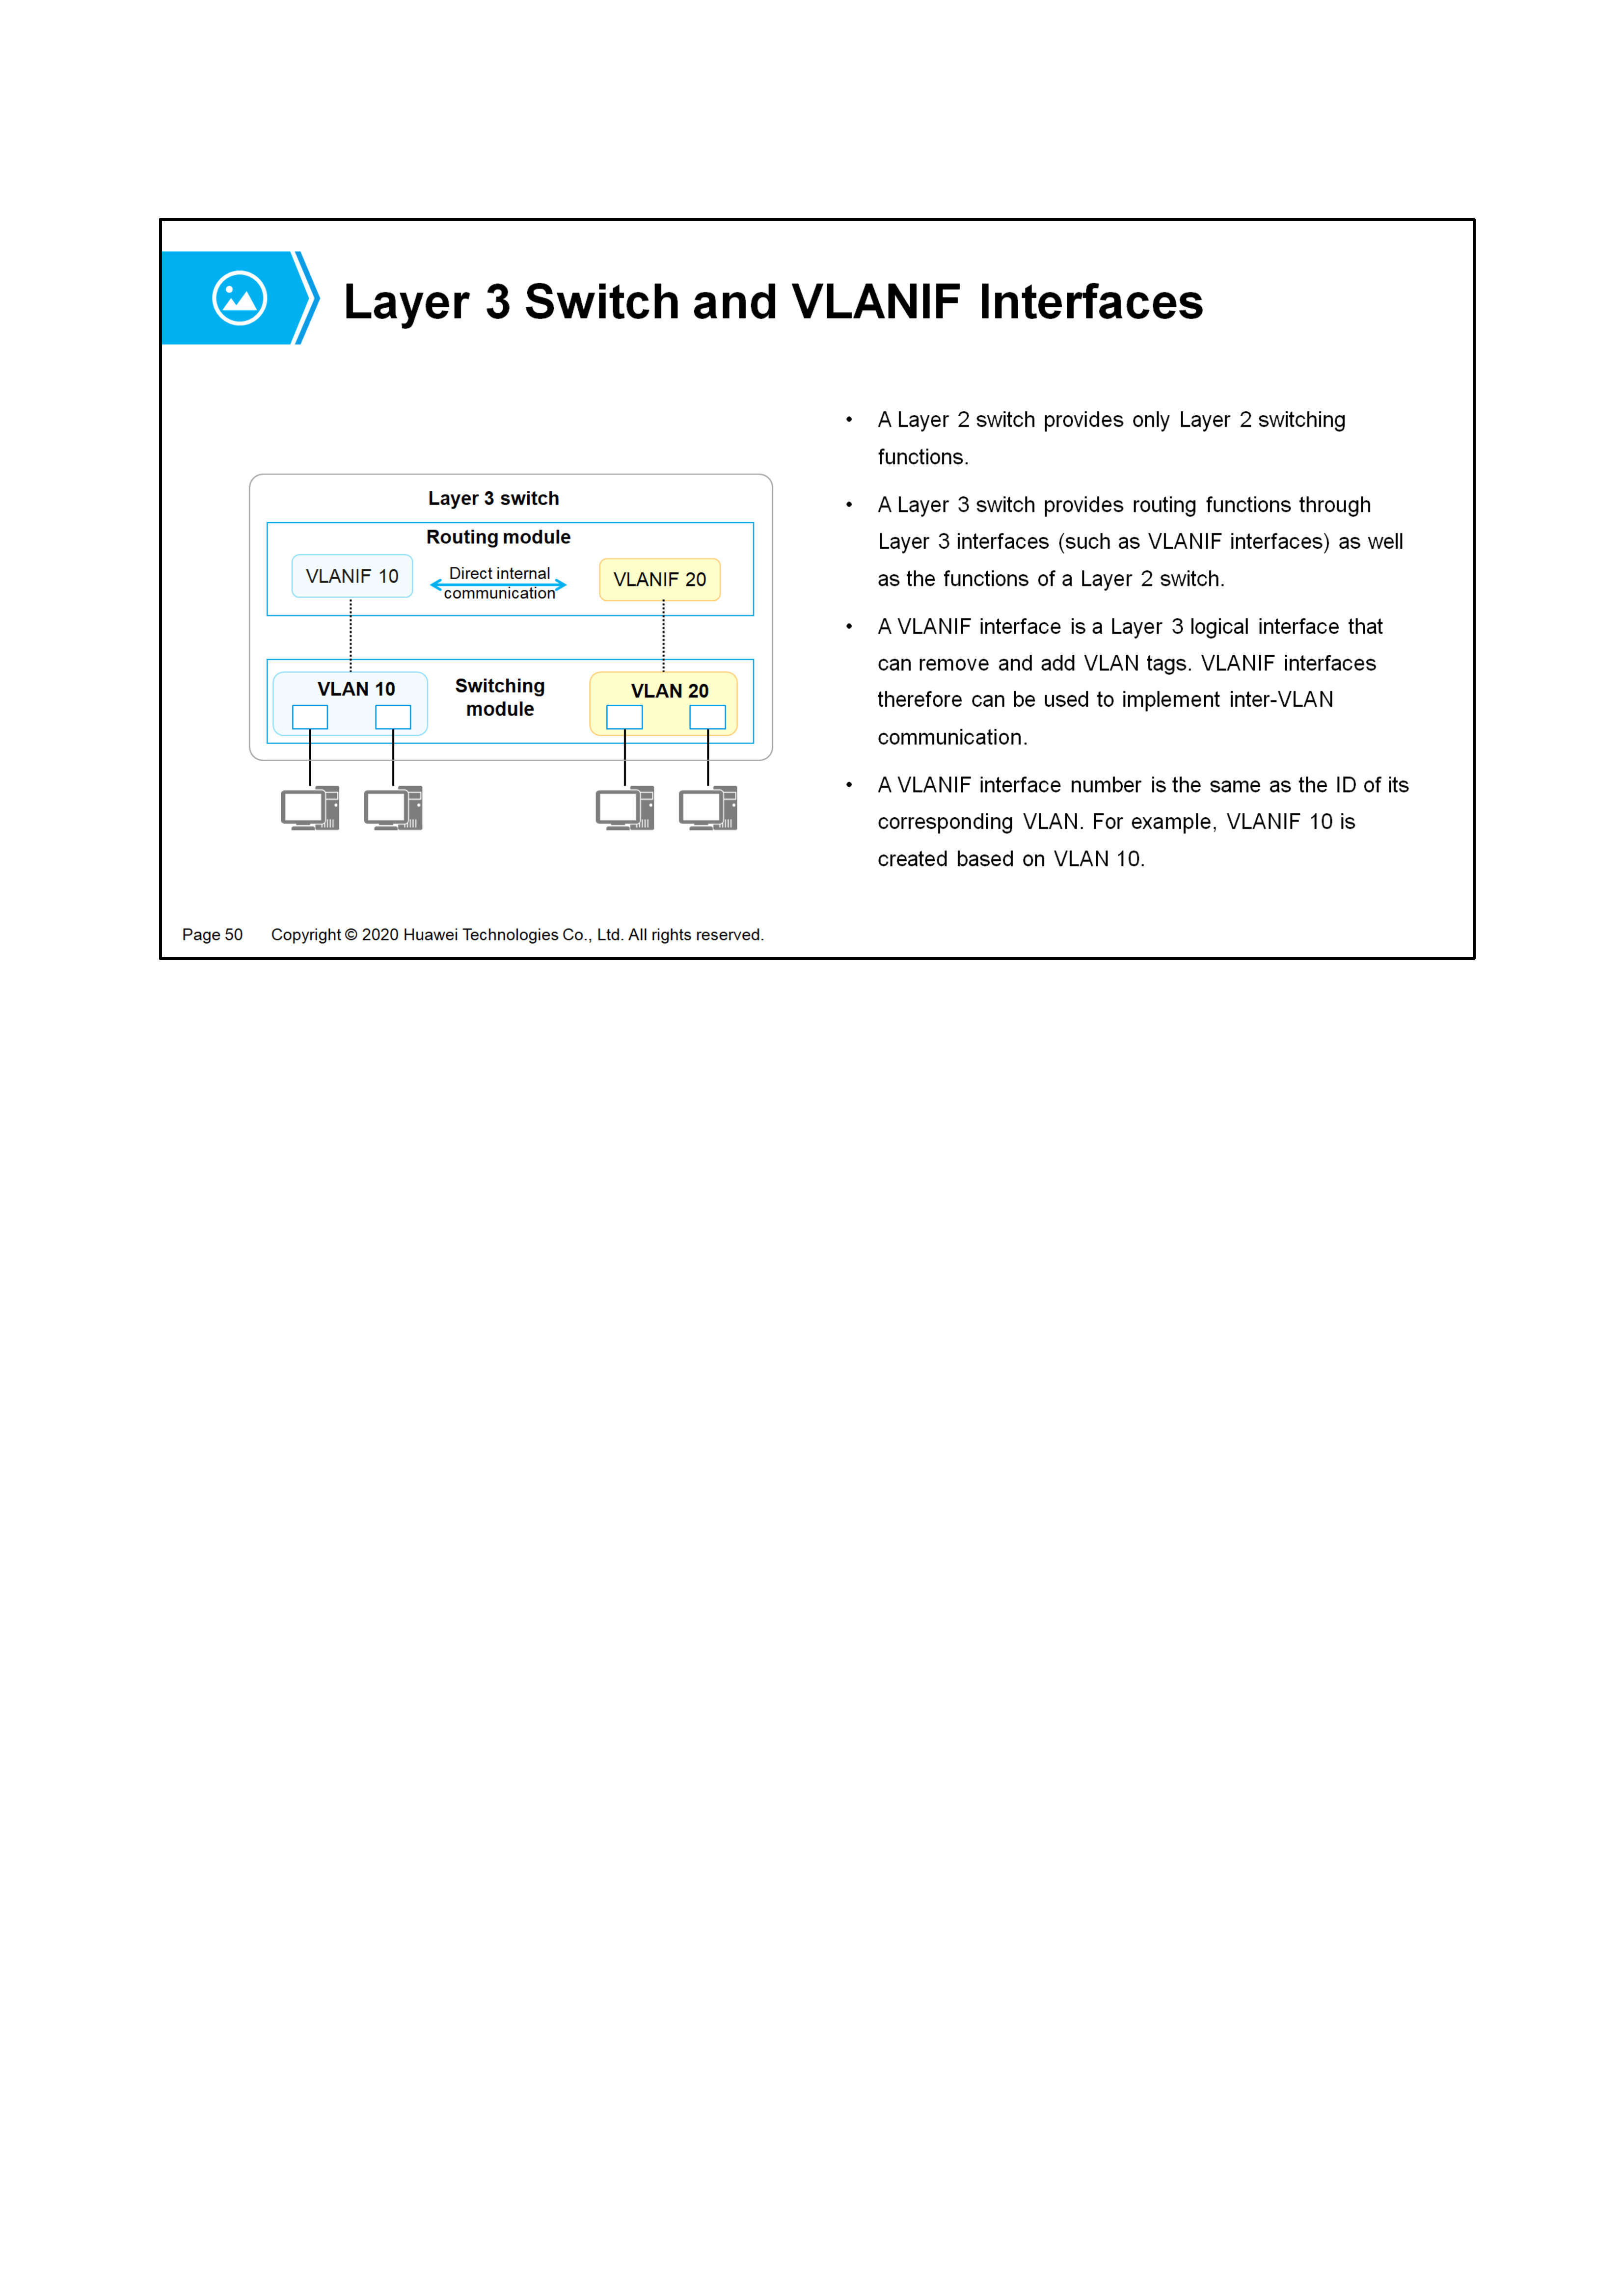 Layer 3 Switch and VLANIF Interfaces
Layer 3 switch
Routing module
VLANIF 10
Direct internal
communication
VLANIF 20
VLAN 10
Switching
module
VLAN 20
• A Layer 2 switch provides only Layer 2 switching
functions.
• A Layer 3 switch provides routing functions through
Layer 3 interfaces (such as VLANIF interfaces) as well
as the functions of a Layer 2 switch.
• A VLANIF interface is a Layer 3 logical interface that
can remove and add VLAN tags. VLANIF interfaces
therefore can be used to implement inter-VLAN
communication.
• A VLANIF interface number is the same as the ID of its
corresponding VLAN. For example, VLANIF 10 is
created based on VLAN 10.
Page 50 Copyright © 2020 Huawei Technologies Co., Ltd. All rights reserved.